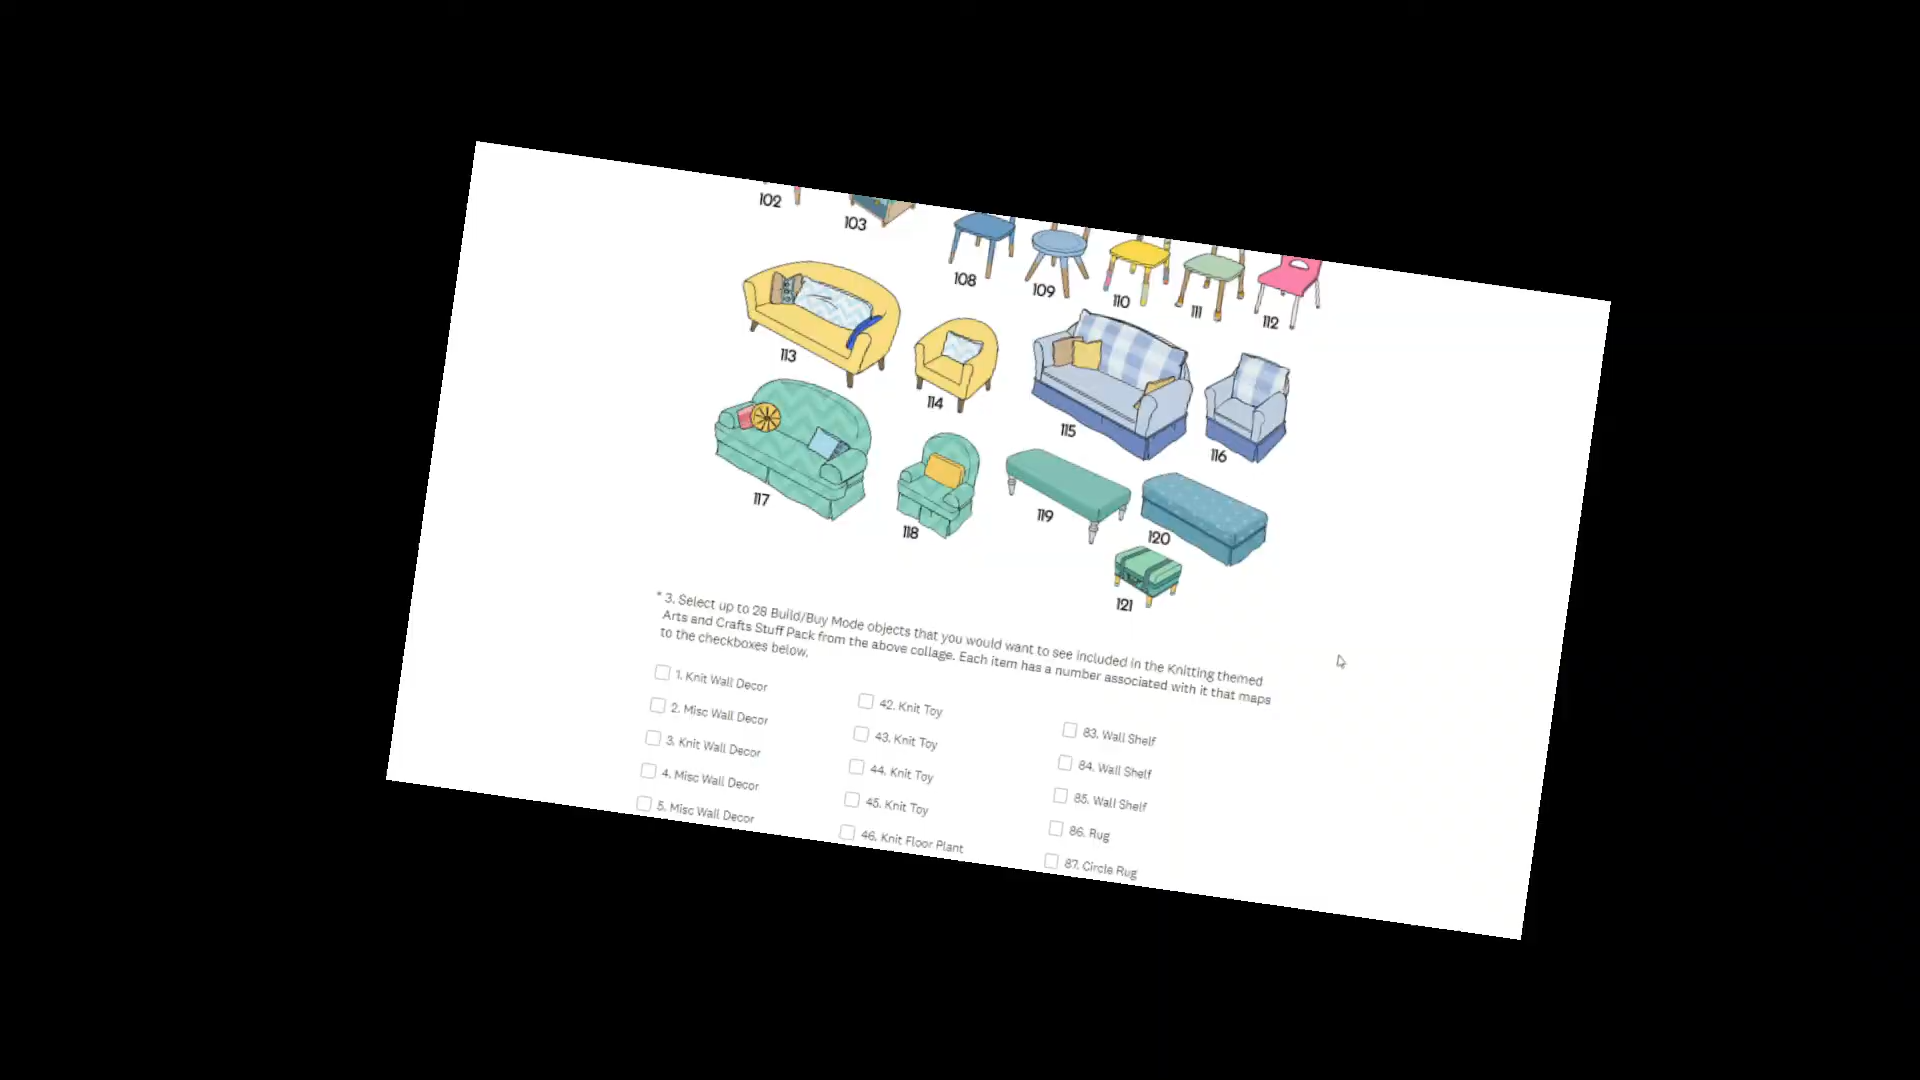 102
103
108
109
110
111
112
113
114
115
116
117
118
119
120
121
* 3. Select up to 28 Build/Buy Mode objects that you would want to see included in the Knitting themed
Arts and Crafts Stuff Pack from the above collage. Each item has a number associated with it that maps
to the checkboxes below.
1. Knit Wall Decor
2. Misc Wall Decor
3. Knit Wall Decor
4. Misc Wall Decor
5. Misc Wall Decor
42. Knit Toy
43. Knit Toy
44. Knit Toy
45. Knit Toy
46. Knit Floor Plant
83. Wall Shelf
84. Wall Shelf
85. Wall Shelf
86. Rug
87. Circle Rug